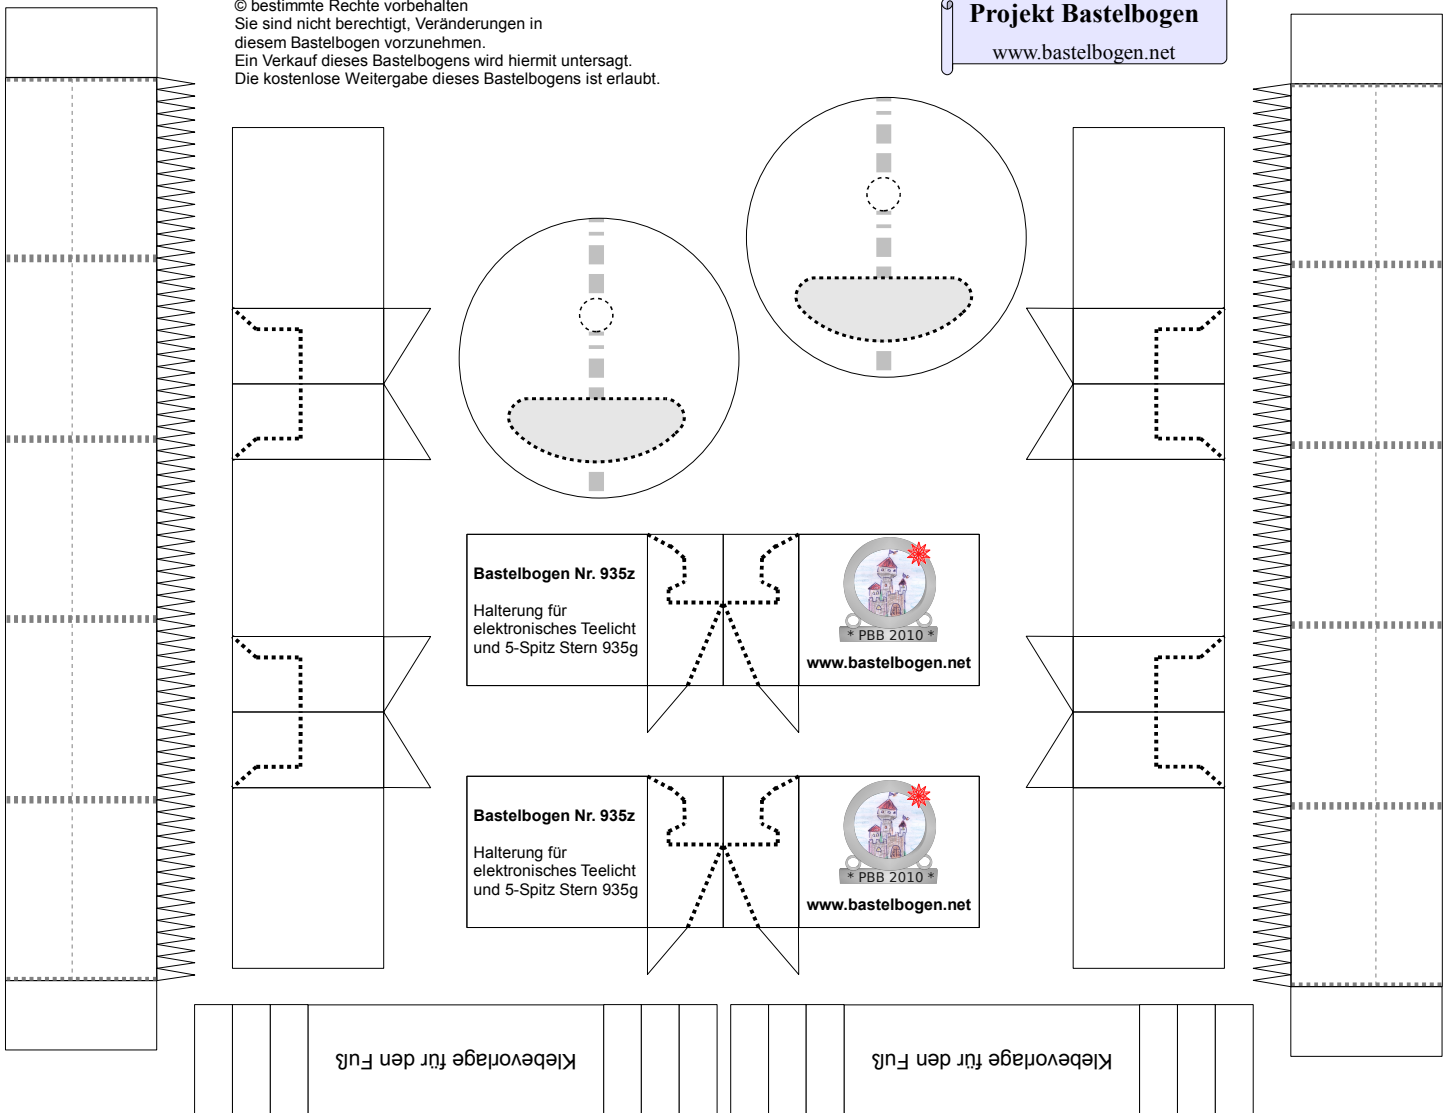 © bestimmte Rechte vorbehalten
Sie sind nicht berechtigt, Veränderungen in
diesem Bastelbogen vorzunehmen.
Ein Verkauf dieses Bastelbogens wird hiermit untersagt.
Die kostenlose Weitergabe dieses Bastelbogens ist erlaubt.
Projekt Bastelbogen
www.bastelbogen.net
Bastelbogen Nr. 935z
Halterung für
elektronisches Teelicht
und 5-Spitz Stern 935g
* PBB 2010 *
www.bastelbogen.net
Bastelbogen Nr. 935z
Halterung für
elektronisches Teelicht
und 5-Spitz Stern 935g
* PBB 2010 *
www.bastelbogen.net
Klebevorlage für den Fuß
Klebevorlage für den Fuß